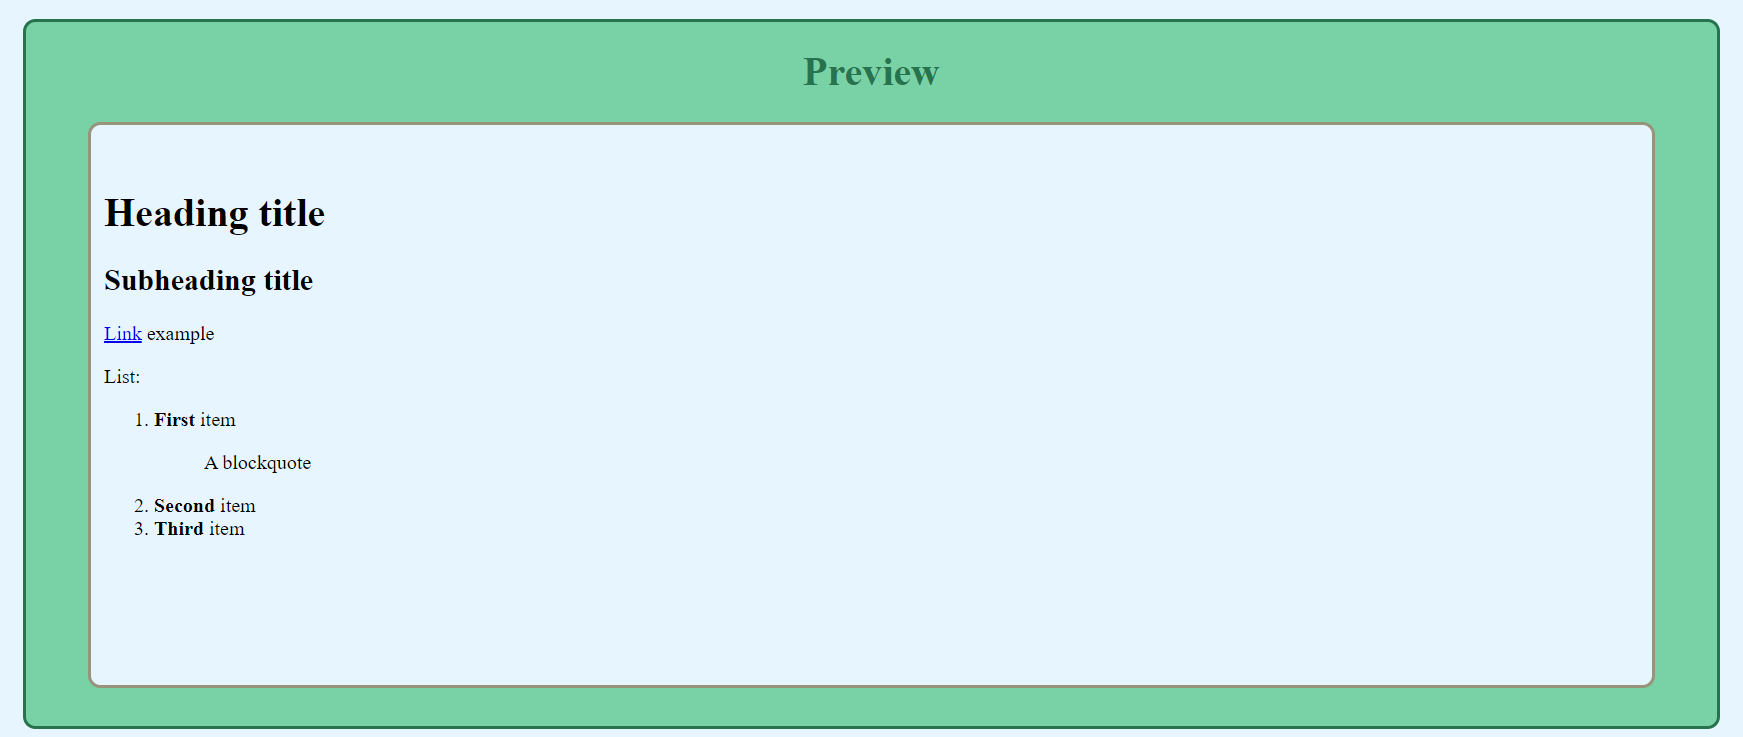 Preview
Heading title
Subheading title
Link example
List:
1. First item
A blockquote
2. Second item
3. Third item